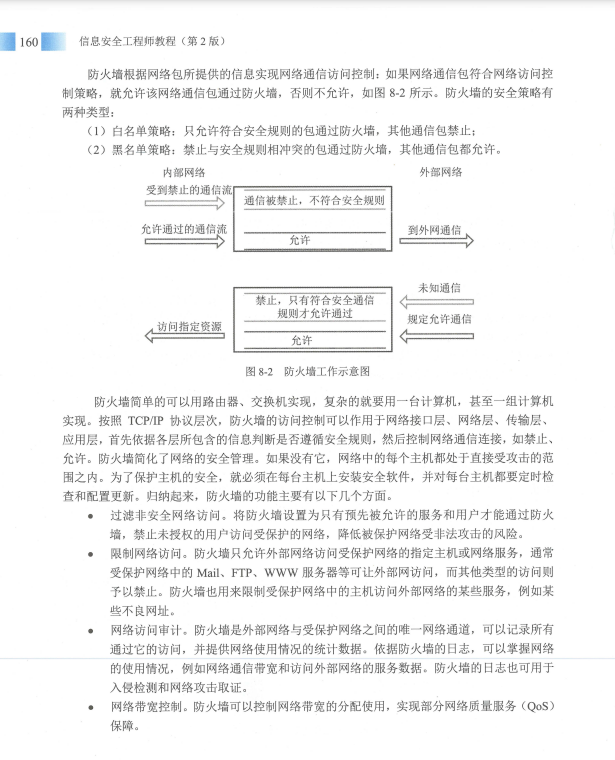 160 信息安全工程师教程（第 2 版）
防火墙根据网络包所提供的信息实现网络通信访问控制：如果网络通信包符合网络访问控
制策略，就允许该网络通信包通过防火墙，否则不允许，如图 8-2 所示。防火墙的安全策略有
两种类型：
（1）白名单策略：只允许符合安全规则的包通过防火墙，其他通信包禁止；
（2）黑名单策略：禁止与安全规则相冲突的包通过防火墙，其他通信包都允许。
内部网络
外部网络
受到禁止的通信流
通信被禁止，不符合安全规则
允许通过的通信流
允许
到外网通信
禁止，只有符合安全通信
规则才允许通过
未知通信
访问指定资源
规定允许通信
允许
图 8-2 防火墙工作示意图
防火墙简单的可以用路由器、交换机实现，复杂的就要用一台计算机，甚至一组计算机
实现。按照 TCP/IP 协议层次，防火墙的访问控制可以作用于网络接口层、网络层、传输层、
应用层，首先依据各层所包含的信息判断是否遵循安全规则，然后控制网络通信连接，如禁止、
允许。防火墙简化了网络的安全管理。如果没有它，网络中的每个主机都处于直接受攻击的范
围之内。为了保护主机的安全，就必须在每台主机上安装安全软件，并对每台主机都要定时检
查和配置更新。归纳起来，防火墙的功能主要有以下几个方面。
● 过滤非安全网络访问。将防火墙设置为只有预先被允许的服务和用户才能通过防火
墙，禁止未授权的用户访问受保护的网络，降低被保护网络受非法攻击的风险。
● 限制网络访问。防火墙只允许外部网络访问受保护网络的指定主机或网络服务，通常
受保护网络中的 Mail、FTP、WWW 服务器等可让外部网访问，而其他类型的访问则
予以禁止。防火墙也用来限制受保护网络中的主机访问外部网络的某些服务，例如某
些不良网址。
● 网络访问审计。防火墙是外部网络与受保护网络之间的唯一网络通道，可以记录所有
通过它的访问，并提供网络使用情况的统计数据。依据防火墙的日志，可以掌握网络
的使用情况，例如网络通信带宽和访问外部网络的服务数据。防火墙的日志也可用于
入侵检测和网络攻击取证。
● 网络带宽控制。防火墙可以控制网络带宽的分配使用，实现部分网络质量服务（QoS）
保障。